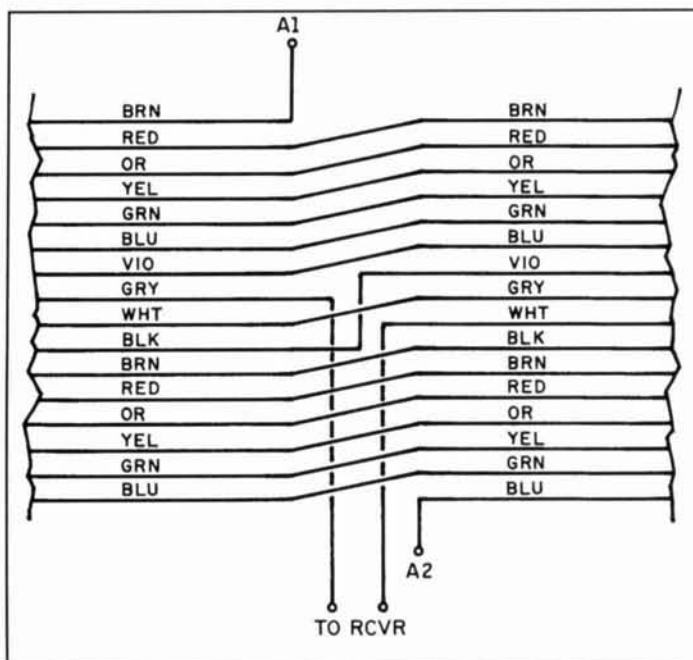 A1
BRN BRN
RED RED
OR OR
YEL YEL
GRN GRN
BLU BLU
VIO VIO
GRY GRY
WHT WHT
BLK BLK
BRN BRN
RED RED
OR OR
YEL YEL
GRN GRN
BLU BLU
A2
TO RCVR